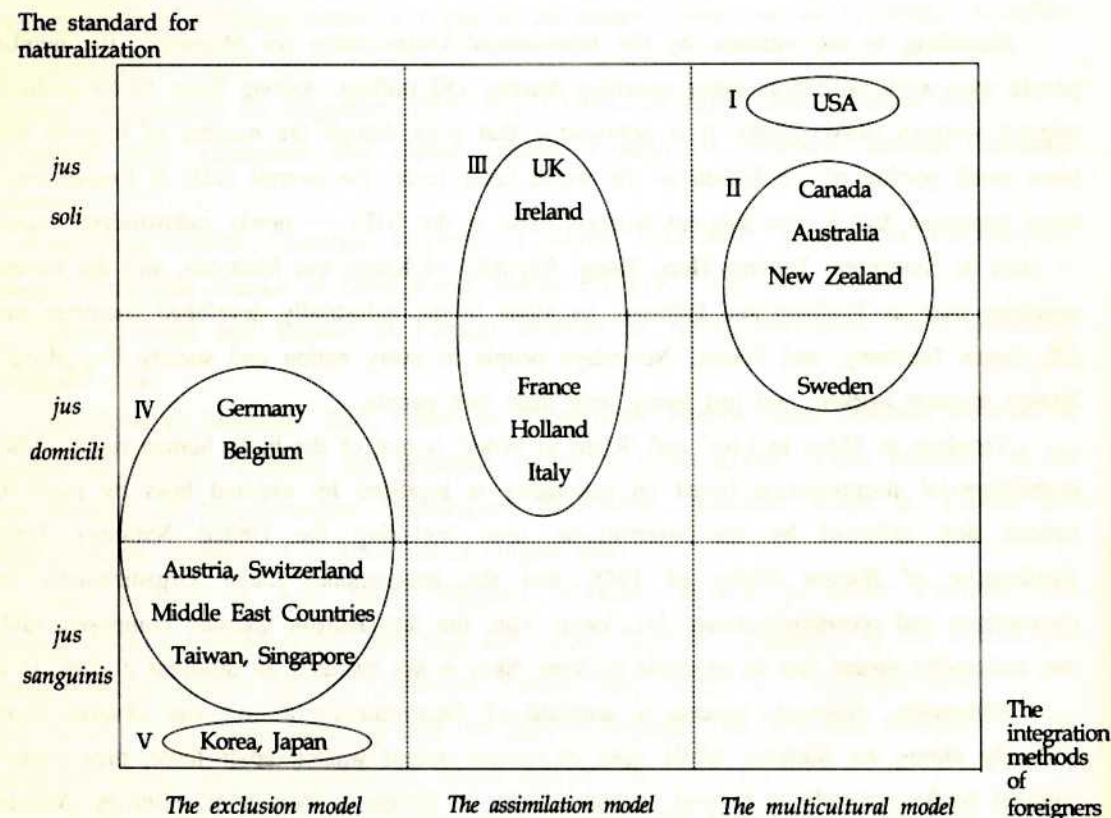 The standard for
naturalization
I
USA
jus
soli
III
UK
Ireland
II
Canada
Australia
New Zealand
jus
domicili
IV
Germany
Belgium
France
Holland
Italy
Sweden
jus
sanguinis
Austria, Switzerland
Middle East Countries
Taiwan, Singapore
V
Korea, Japan
The
integration
methods
of
foreigners
The exclusion model
The assimilation model
The multicultural model